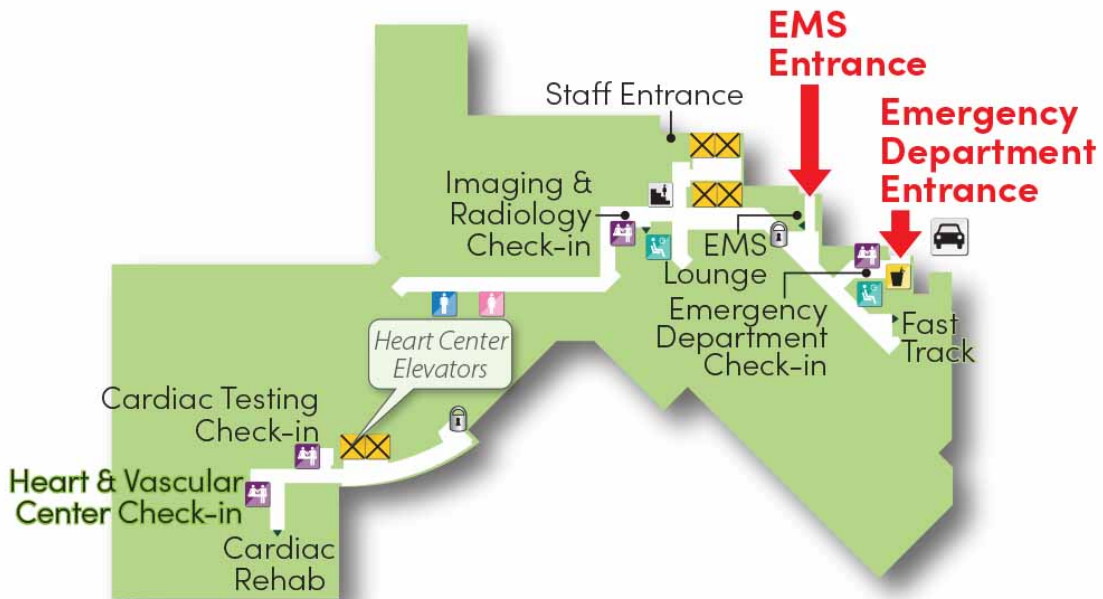 EMS
Entrance
Emergency
Department
Entrance
Staff Entrance
Imaging &
Radiology
Check-in
EMS
Lounge
Emergency
Department
Check-in
Fast
Track
Heart Center
Elevators
Cardiac Testing
Check-in
Heart & Vascular
Center Check-in
Cardiac
Rehab